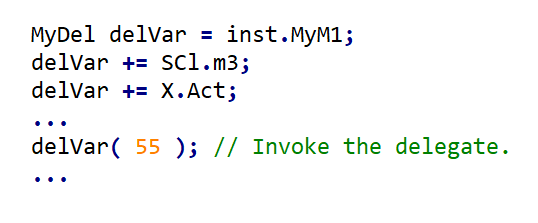 MyDel delVar = inst.MyM1;
delVar += SCl.m3;
delVar += X.Act;
...
delVar( 55 ); // Invoke the delegate.
...